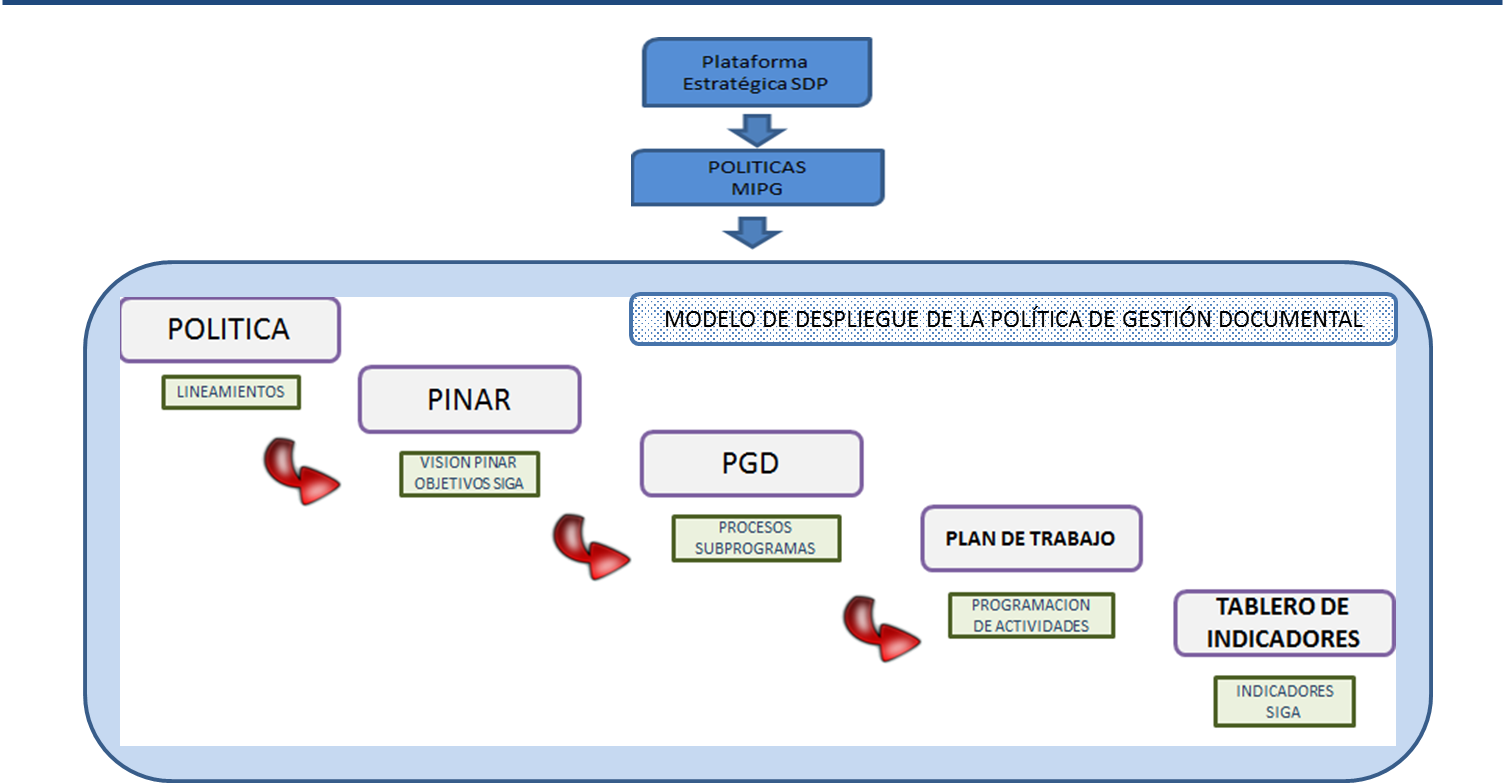 Plataforma
Estratégica SDP
POLITICAS
MIPG
MODELO DE DESPLIEGUE DE LA POLÍTICA DE GESTIÓN DOCUMENTAL
POLITICA
LINEAMIENTOS
PINAR
VISION PINAR
OBJETIVOS SIGA
PGD
PROCESOS
SUBPROGRAMAS
PLAN DE TRABAJO
PROGRAMACION
DE ACTIVIDADES
TABLERO DE
INDICADORES
INDICADORES
SIGA